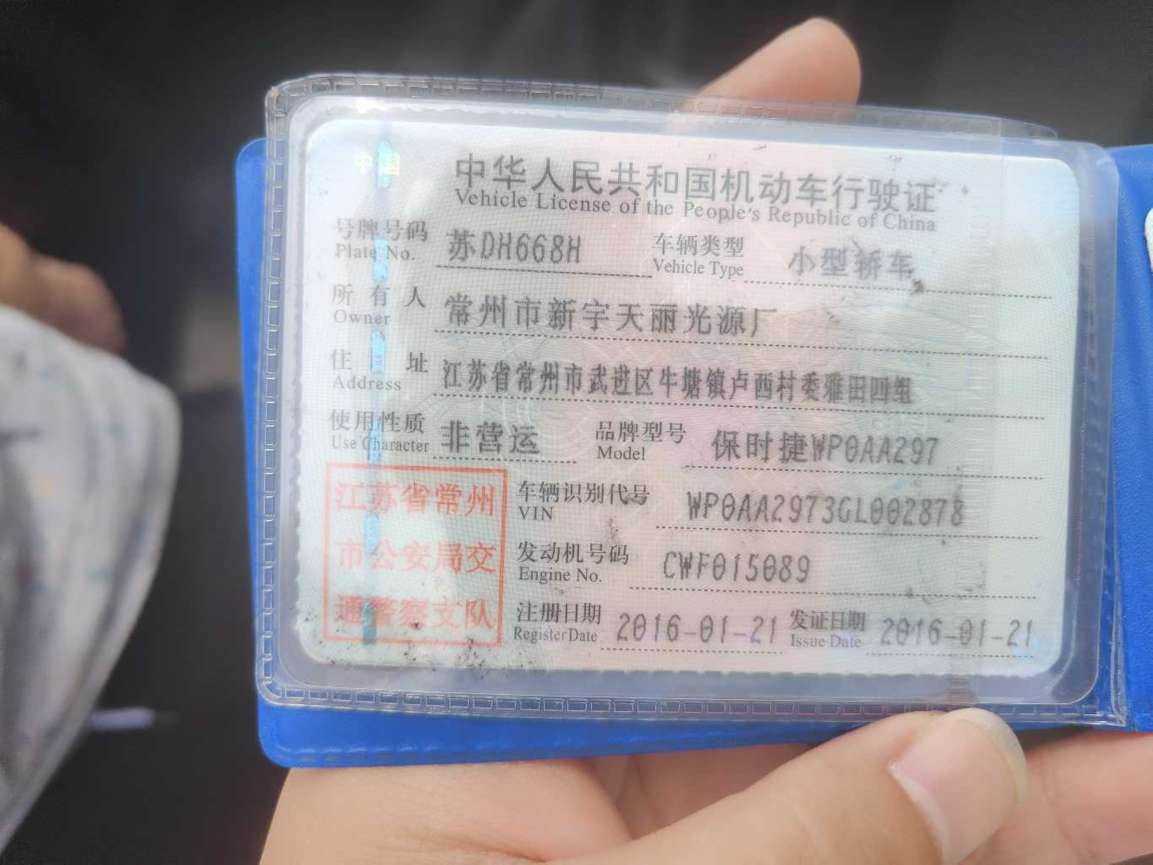 中国
中华人民共和国机动车行驶证
Vehicle License of the People's Republic of China
号牌号码 苏DH668H 车辆类型 小型轿车
Plate No. Vehicle Type
所有人 常州市新宇天丽光源厂
Owner
住址 江苏省常州市武进区牛塘镇卢西村委雅田四组
Address
使用性质 非营运 品牌型号 保时捷WP0AA297
Use Character Model
江苏省常州
市公安局交
通警察支队
车辆识别代号 WP0AA2973GL002878
VIN
发动机号码 CWF015089
Engine No.
注册日期 2016-01-21 发证日期 2016-01-21
Register Date Issue Date